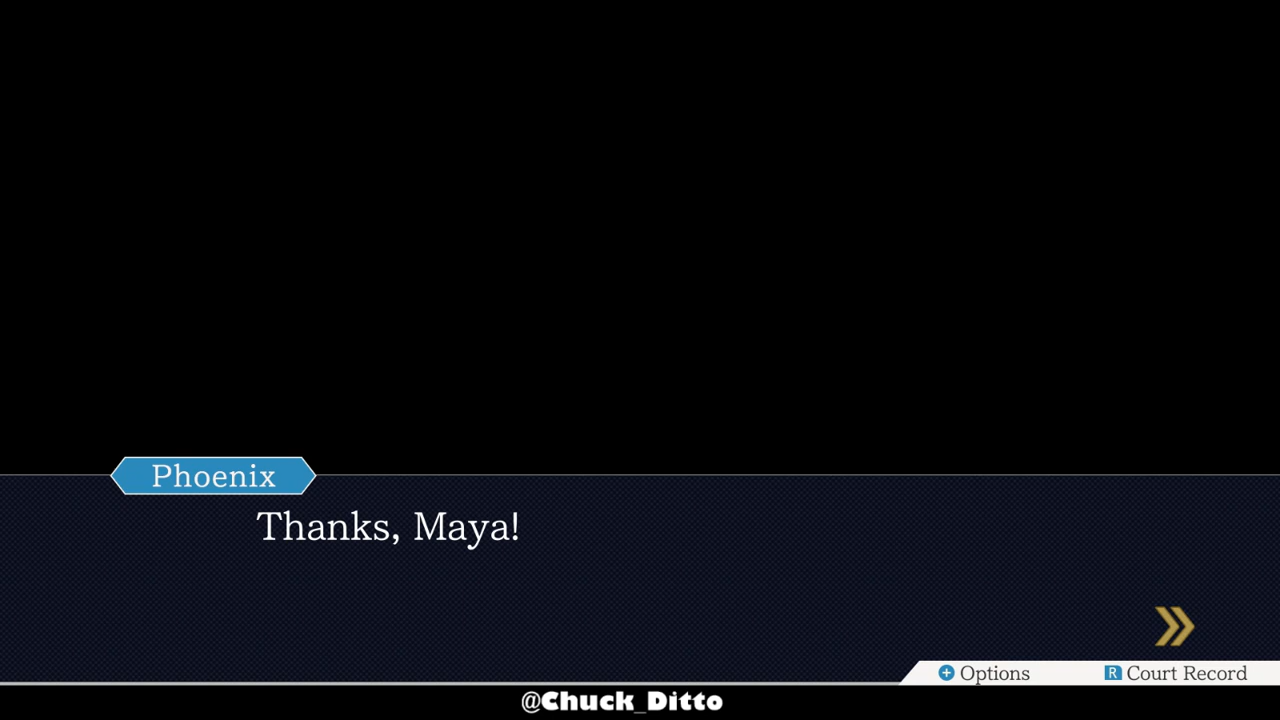 Phoenix
Thanks, Maya!
Options
R Court Record
@Chuck_Ditto